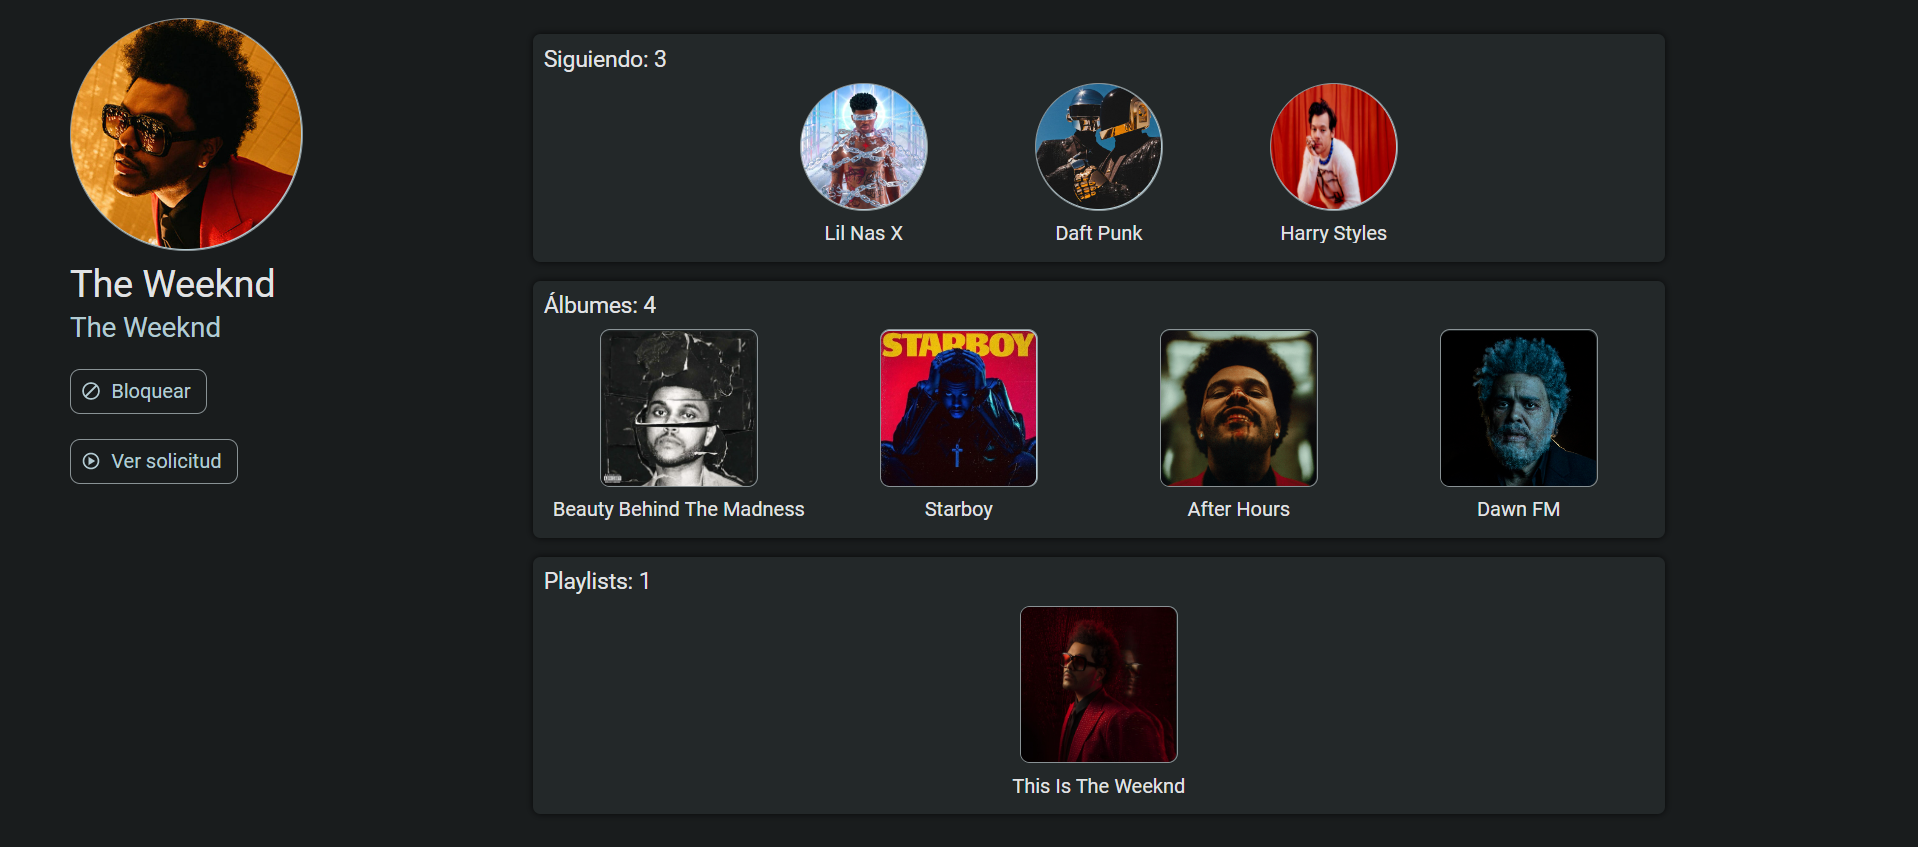 The Weeknd
The Weeknd
Bloquear
Ver solicitud
Siguiendo: 3
Lil Nas X
Daft Punk
Harry Styles
Álbumes: 4
STARBOY
Beauty Behind The Madness
Starboy
After Hours
Dawn FM
Playlists: 1
This Is The Weeknd